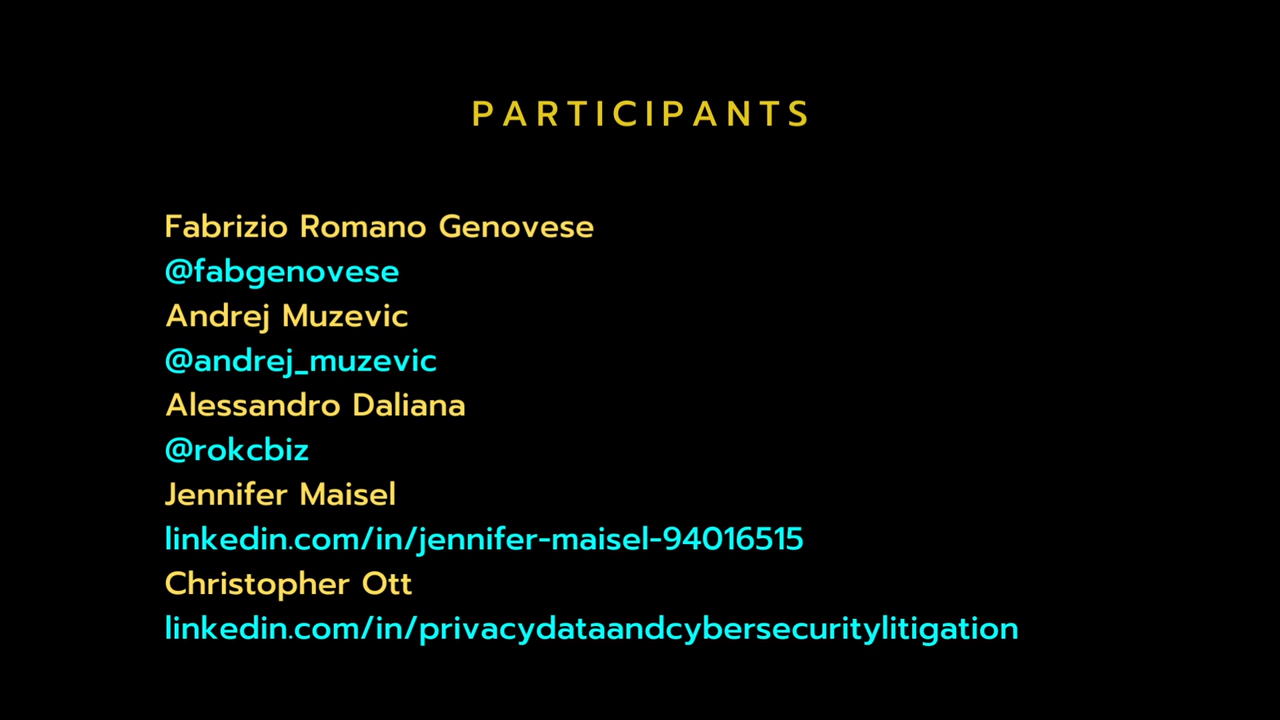 PARTICIPANTS
Fabrizio Romano Genovese
@fabgenovese
Andrej Muzevic
@andrej_muzevic
Alessandro Daliana
@rokcbiz
Jennifer Maisel
linkedin.com/in/jennifer-maisel-94016515
Christopher Ott
linkedin.com/in/privacydataandcybersecuritylitigation